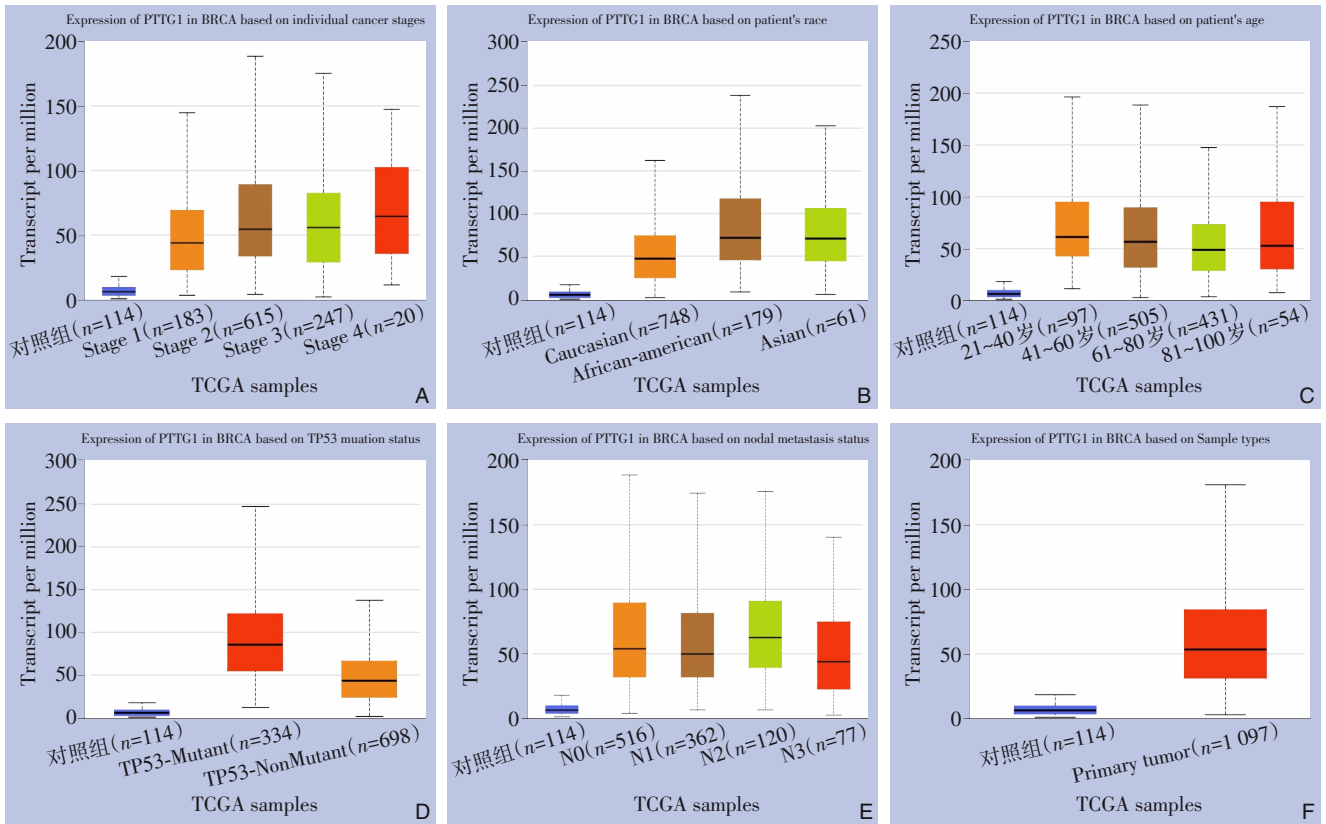 Expression of PTTG1 in BRCA based on individual cancer stages
Transcript per million
200
150
100
50
0
对照组(n=114)
Stage 1(n=183)
Stage 2(n=615)
Stage 3(n=247)
Stage 4(n=20)
TCGA samples
A
Expression of PTTG1 in BRCA based on patient's race
Transcript per million
300
250
200
150
100
50
0
对照组(n=114)
Caucasian(n=748)
African-american(n=179)
Asian(n=61)
TCGA samples
B
Expression of PTTG1 in BRCA based on patient's age
Transcript per million
250
200
150
100
50
0
对照组(n=114)
21~40岁(n=97)
41~60岁(n=505)
61~80岁(n=431)
81~100岁(n=54)
TCGA samples
C
Expression of PTTG1 in BRCA based on TP53 muation status
Transcript per million
300
250
200
150
100
50
0
对照组(n=114)
TP53-Mutant(n=334)
TP53-NonMutant(n=698)
TCGA samples
D
Expression of PTTG1 in BRCA based on nodal metastasis status
Transcript per million
200
150
100
50
0
对照组(n=114)
N0(n=516)
N1(n=362)
N2(n=120)
N3(n=77)
TCGA samples
E
Expression of PTTG1 in BRCA based on Sample types
Transcript per million
200
150
100
50
0
对照组(n=114)
Primary tumor(n=1 097)
TCGA samples
F